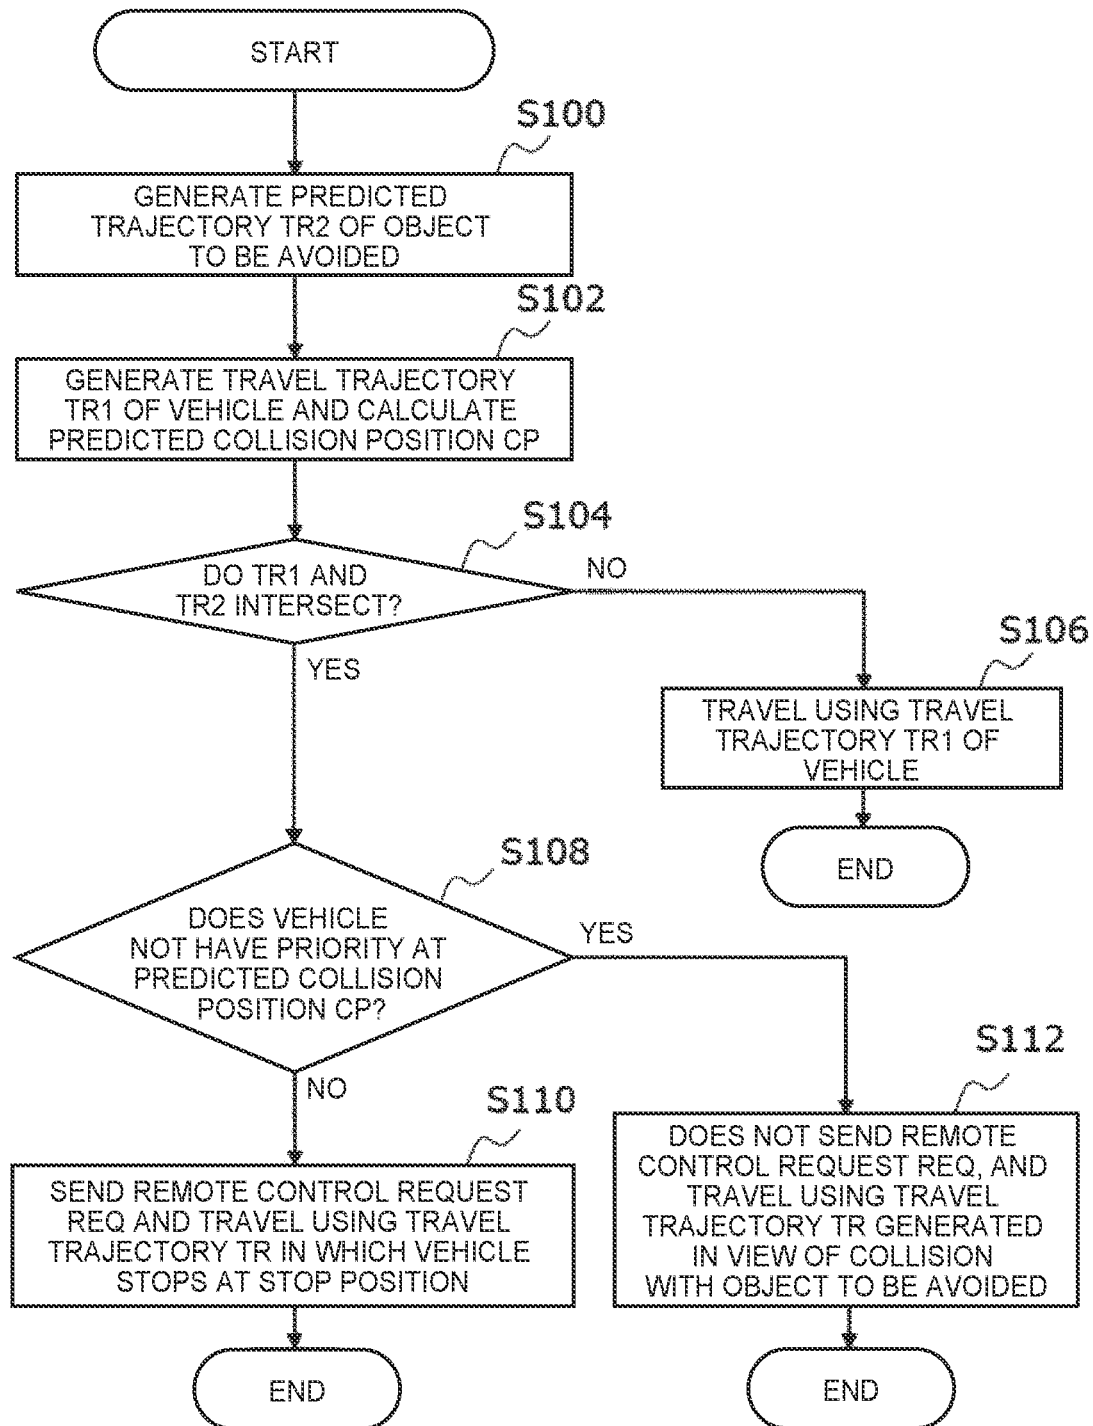 START
S100
GENERATE PREDICTED
TRAJECTORY TR2 OF OBJECT
TO BE AVOIDED
S102
GENERATE TRAVEL TRAJECTORY
TR1 OF VEHICLE AND CALCULATE
PREDICTED COLLISION POSITION CP
S104
DO TR1 AND
TR2 INTERSECT?
NO
YES
S106
TRAVEL USING TRAVEL
TRAJECTORY TR1 OF
VEHICLE
END
S108
DOES VEHICLE
NOT HAVE PRIORITY AT
PREDICTED COLLISION
POSITION CP?
YES
NO
S110
SEND REMOTE CONTROL REQUEST
REQ AND TRAVEL USING TRAVEL
TRAJECTORY TR IN WHICH VEHICLE
STOPS AT STOP POSITION
END
S112
DOES NOT SEND REMOTE
CONTROL REQUEST REQ, AND
TRAVEL USING TRAVEL
TRAJECTORY TR GENERATED
IN VIEW OF COLLISION
WITH OBJECT TO BE AVOIDED
END